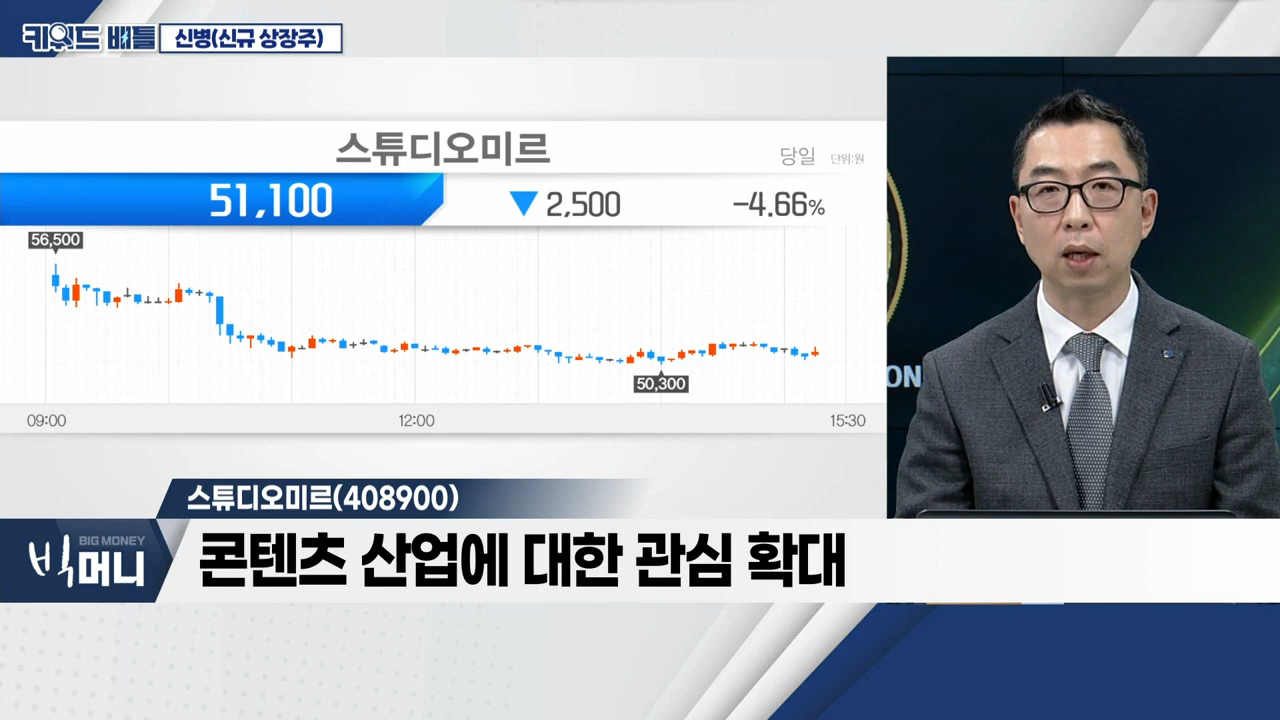 키워드 배틀 신병(신규 상장주)
스튜디오미르
당일 단위:원
51,100 ▼2,500 -4.66%
56,500
50,300
09:00 12:00 15:30
ON
스튜디오미르(408900)
BIG MONEY
빅머니
콘텐츠 산업에 대한 관심 확대